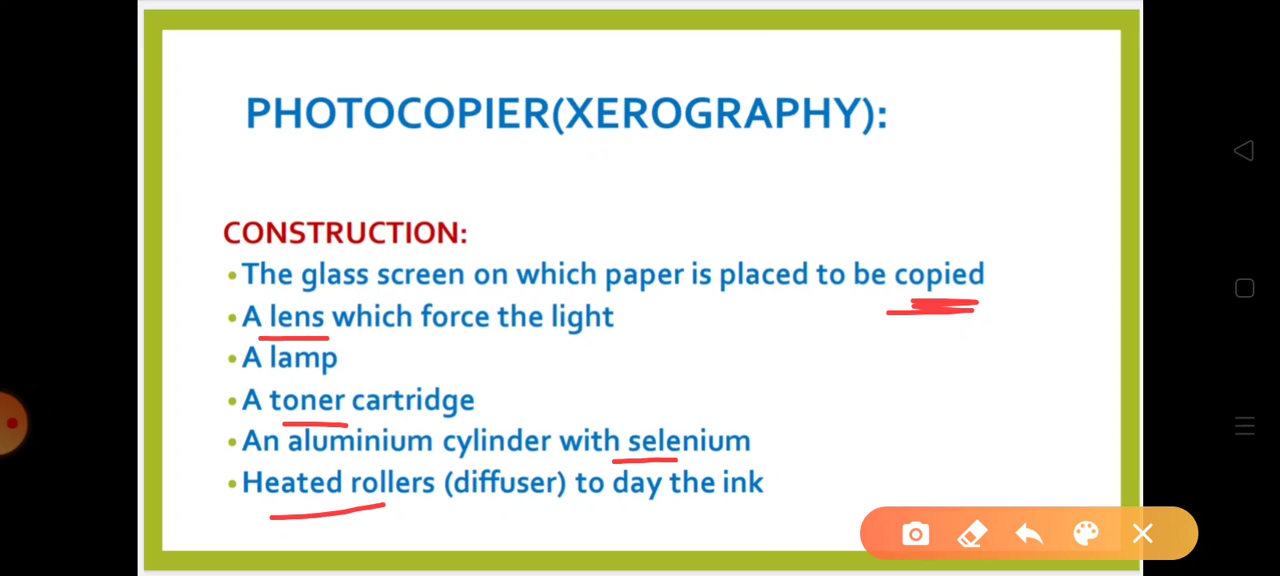 PHOTOCOPIER(XEROGRAPHY):
CONSTRUCTION:
• The glass screen on which paper is placed to be copied
• A lens which force the light
• A lamp
• A toner cartridge
• An aluminium cylinder with selenium
• Heated rollers (diffuser) to day the ink